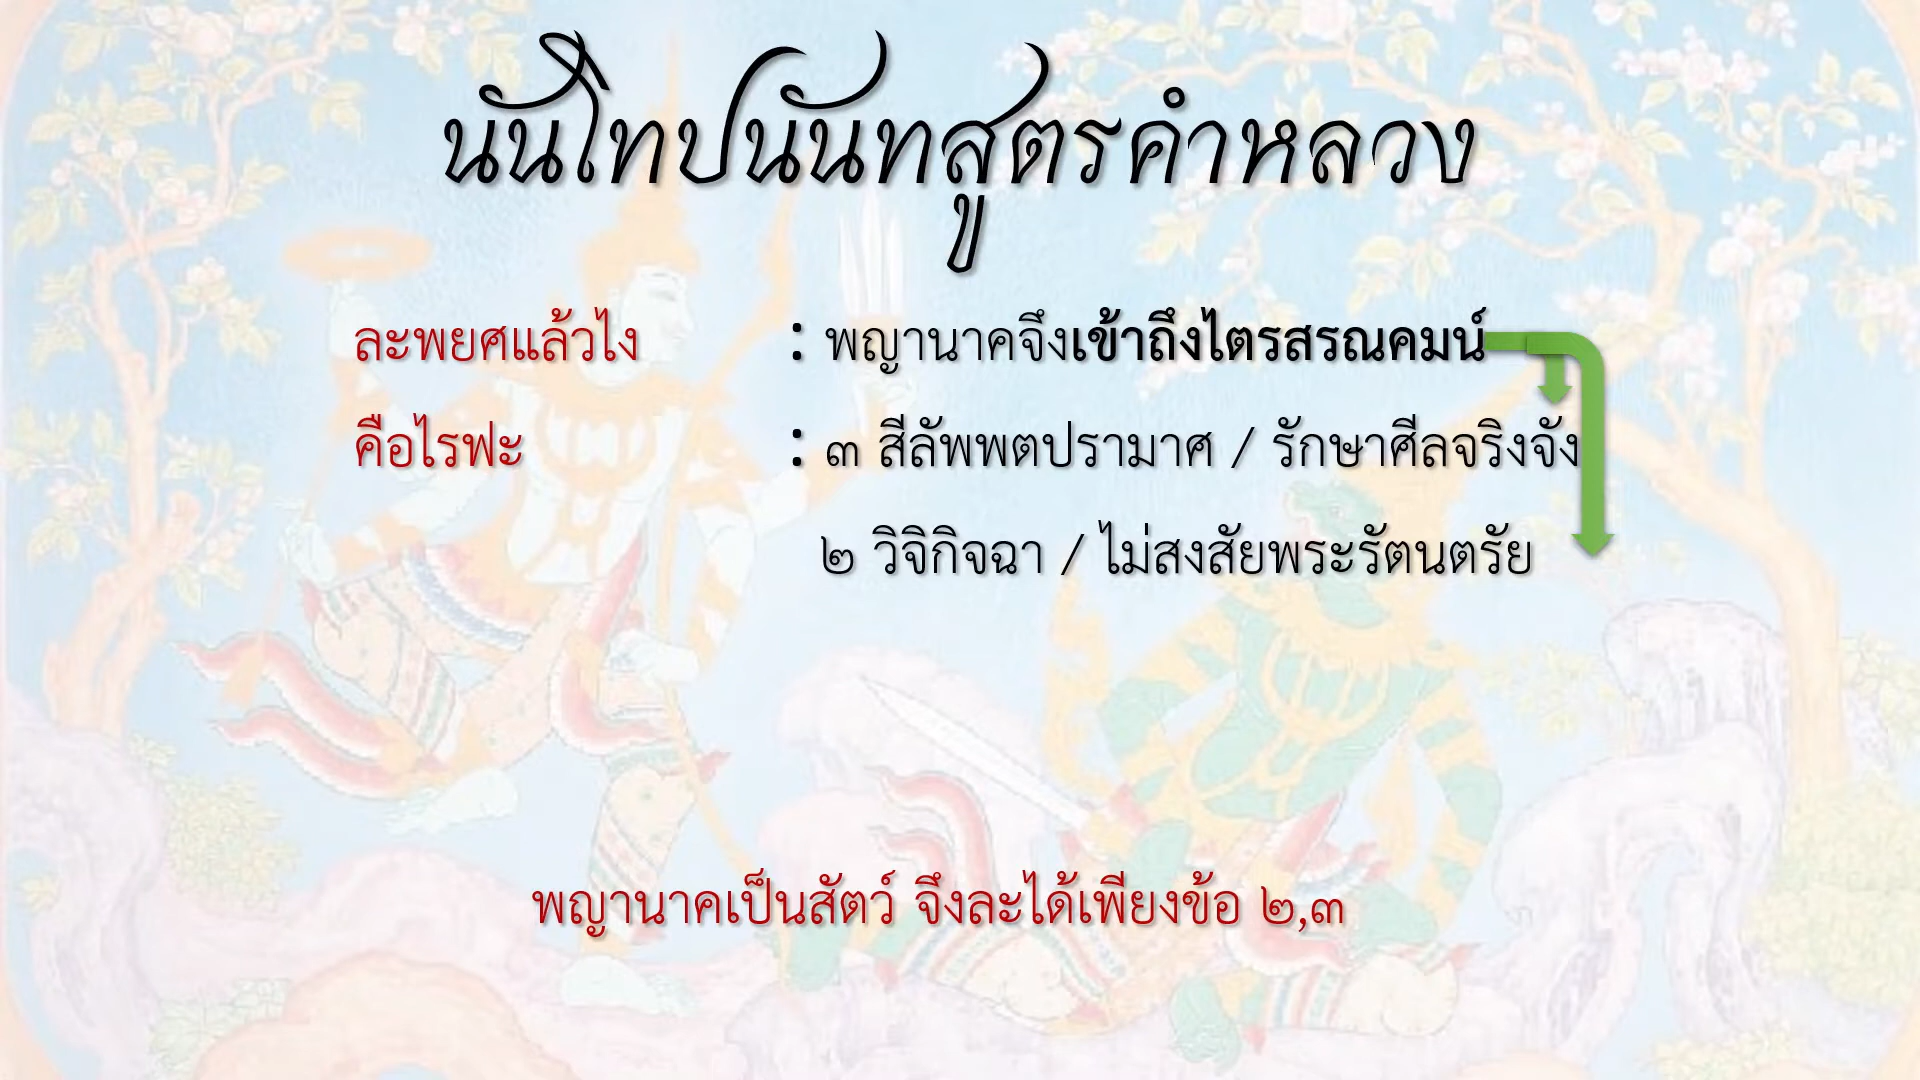 นันโทปนันทสูตรคำหลวง
ละพยศแล้วไง : พญานาคจึงเข้าถึงไตรสรณคมน์
คือไรฟะ : ๓ สีลัพพตปรามาศ / รักษาศีลจริงจัง
๒ วิจิกิจฉา / ไม่สงสัยพระรัตนตรัย
พญานาคเป็นสัตว์ จึงละได้เพียงข้อ ๒,๓